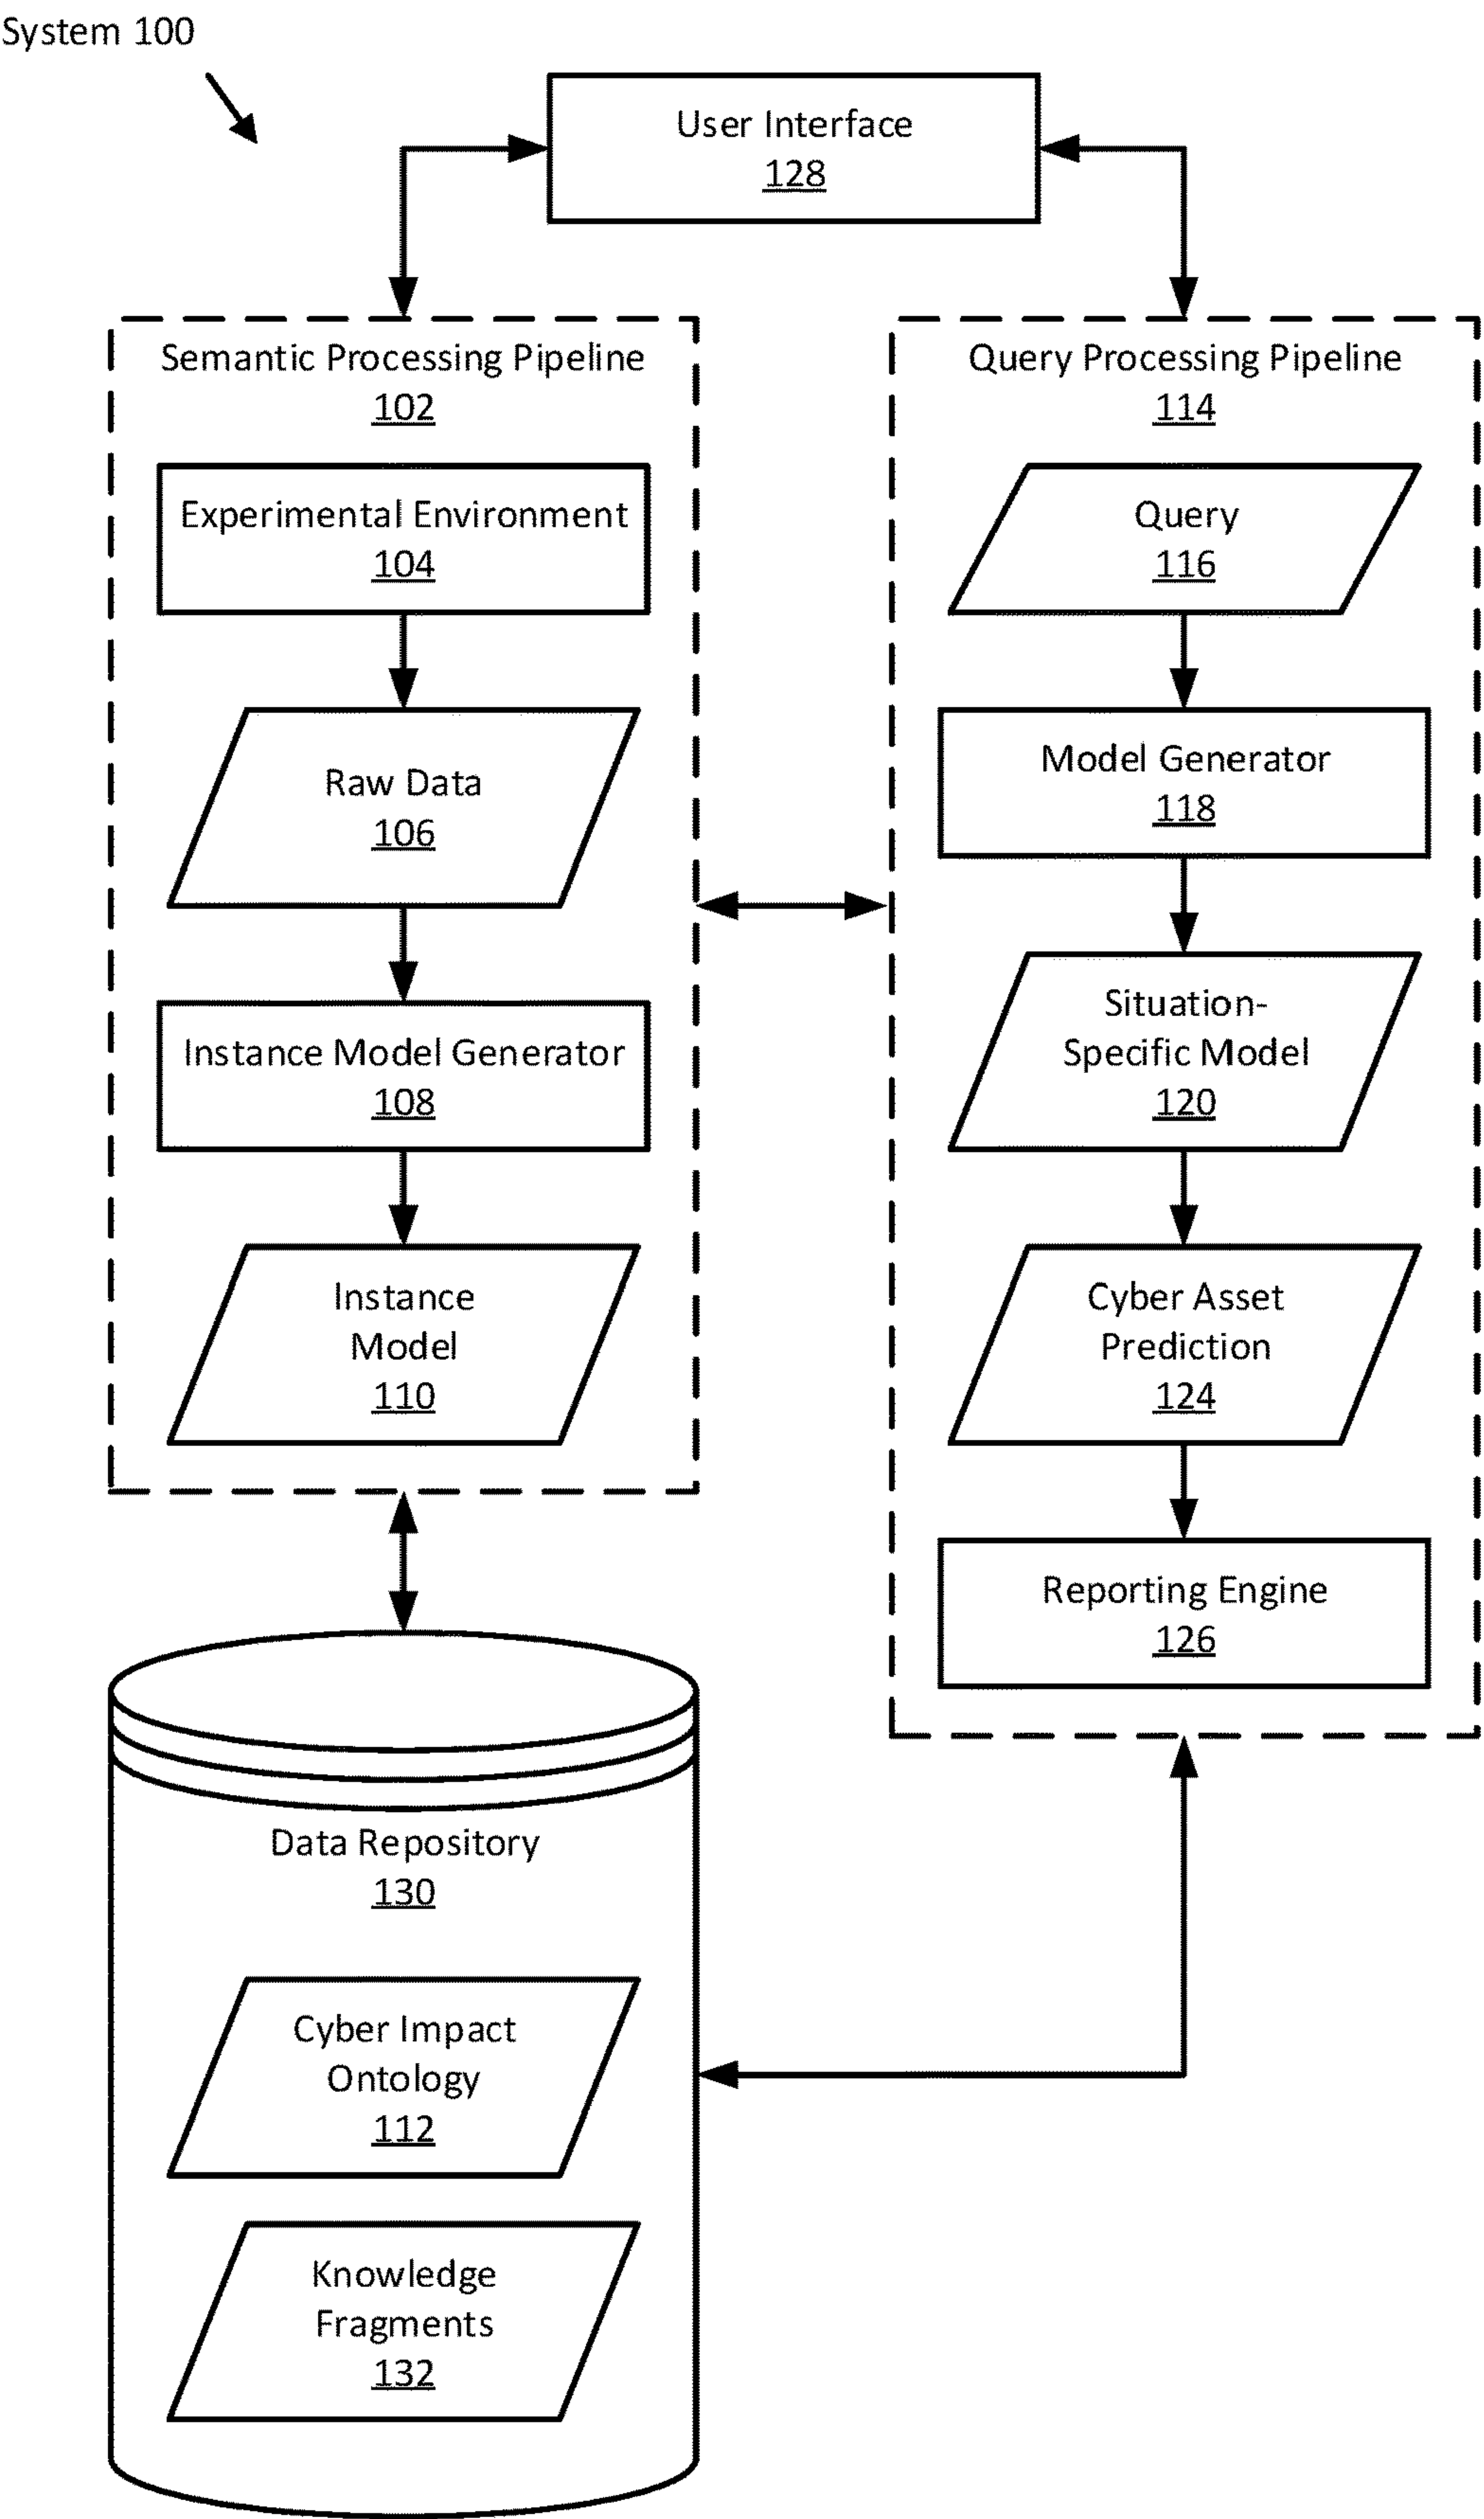 System 100
User Interface
128
Semantic Processing Pipeline
102
Experimental Environment
104
Raw Data
106
Instance Model Generator
108
Instance
Model
110
Query Processing Pipeline
114
Query
116
Model Generator
118
Situation-
Specific Model
120
Cyber Asset
Prediction
124
Reporting Engine
126
Data Repository
130
Cyber Impact
Ontology
112
Knowledge
Fragments
132